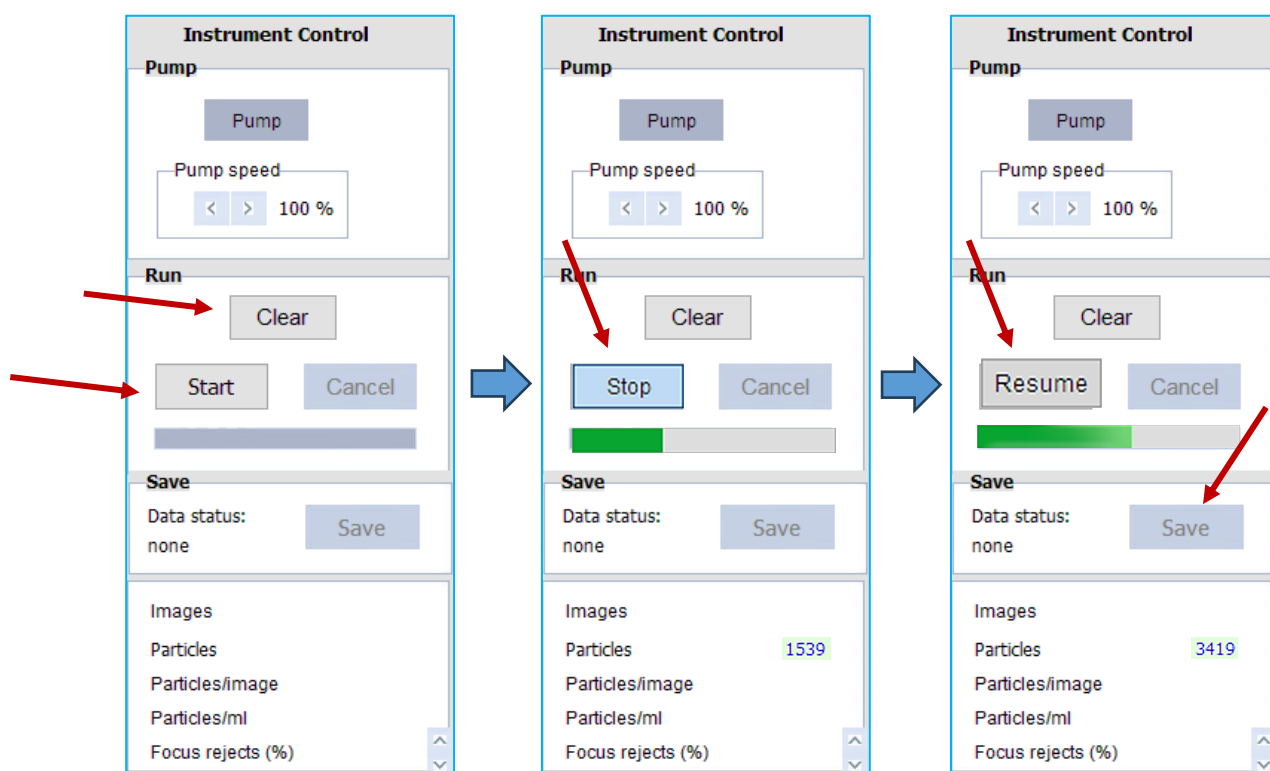 Instrument Control
Pump
Pump
Pump speed
< > 100 %
Run
Clear
Start Cancel
Save
Data status:
none
Save
Images
Particles
Particles/image
Particles/ml
Focus rejects (%)
Instrument Control
Pump
Pump
Pump speed
< > 100 %
Run
Clear
Stop Cancel
Save
Data status:
none
Save
Images
Particles 1539
Particles/image
Particles/ml
Focus rejects (%)
Instrument Control
Pump
Pump
Pump speed
< > 100 %
Run
Clear
Resume Cancel
Save
Data status:
none
Save
Images
Particles 3419
Particles/image
Particles/ml
Focus rejects (%)